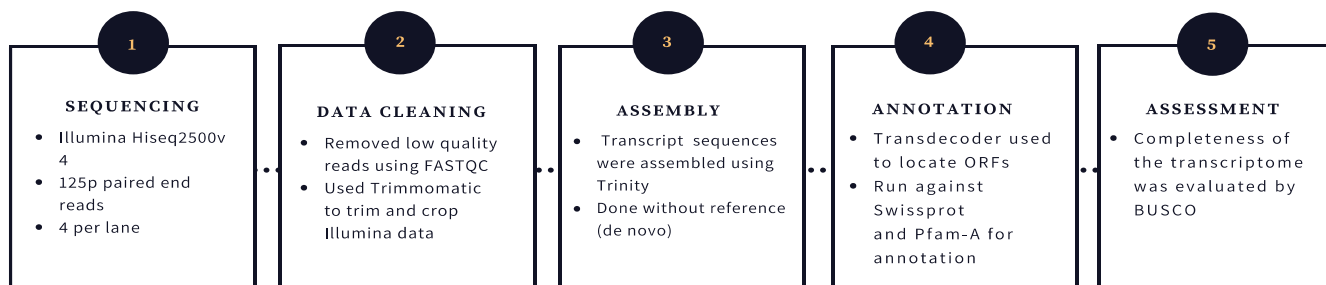 1
SEQUENCING
• Illumina Hiseq2500v
4
• 125p paired end
reads
• 4 per lane
2
DATA CLEANING
• Removed low quality
reads using FASTQC
• Used Trimmomatic
to trim and crop
Illumina data
3
ASSEMBLY
• Transcript sequences
were assembled using
Trinity
• Done without reference
(de novo)
4
ANNOTATION
• Transdecoder used
to locate ORFs
• Run against
Swissprot
and Pfam-A for
annotation
5
ASSESSMENT
• Completeness of
the transcriptome
was evaluated by
BUSCO